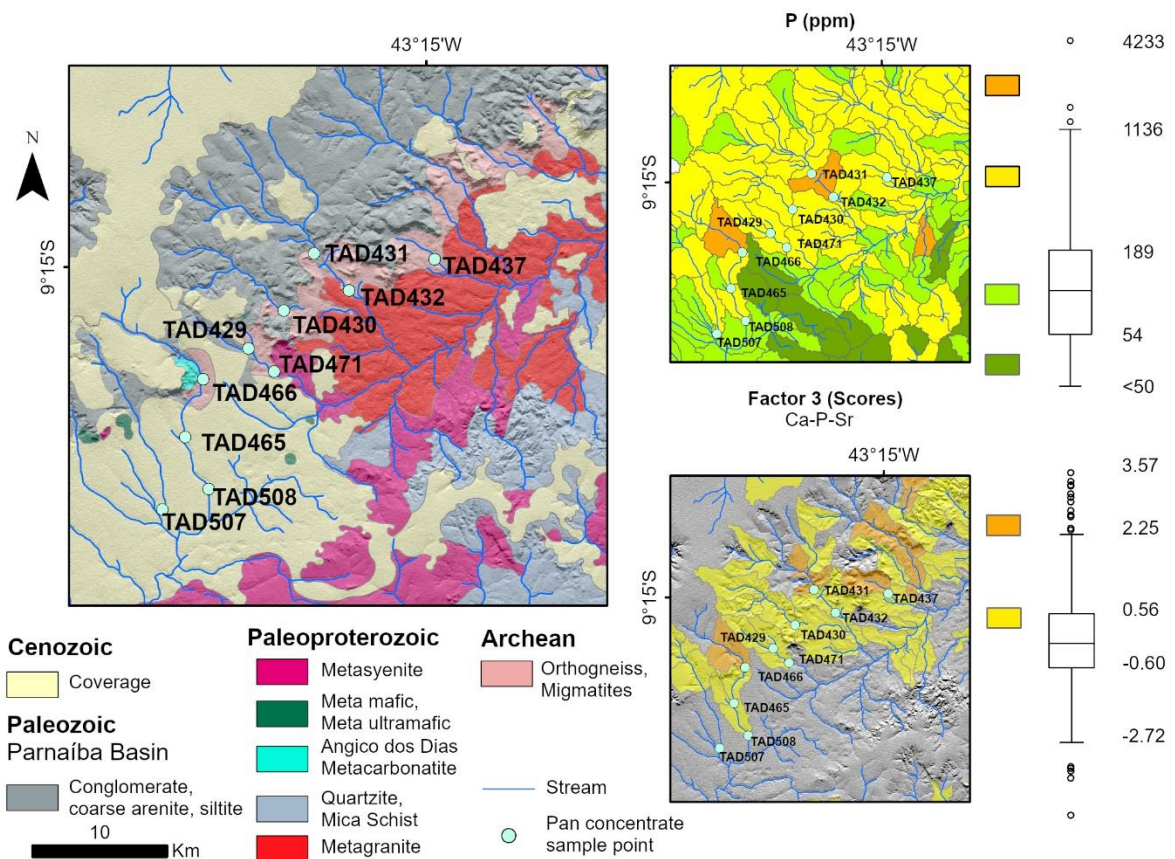 43°15'W
N
9°15'S
TAD431
TAD437
TAD432
TAD430
TAD429
TAD471
TAD466
TAD465
TAD508
TAD507
Cenozoic
Coverage
Paleozoic
Parnaíba Basin
Conglomerate,
coarse arenite, siltite
10
Km
Paleoproterozoic
Metasyenite
Meta mafic,
Meta ultramafic
Angico dos Dias
Metacarbonatite
Quartzite,
Mica Schist
Metagranite
Archean
Orthogneiss,
Migmatites
Stream
Pan concentrate
sample point
P (ppm)
43°15'W
9°15'S
TAD431
TAD437
TAD432
TAD429
TAD430
TAD471
TAD466
TAD465
TAD508
TAD507
4233
1136
189
54
<50
Factor 3 (Scores)
Ca-P-Sr
43°15'W
9°15'S
TAD431
TAD437
TAD432
TAD429
TAD430
TAD471
TAD466
TAD465
TAD508
TAD507
3.57
2.25
0.56
-0.60
-2.72